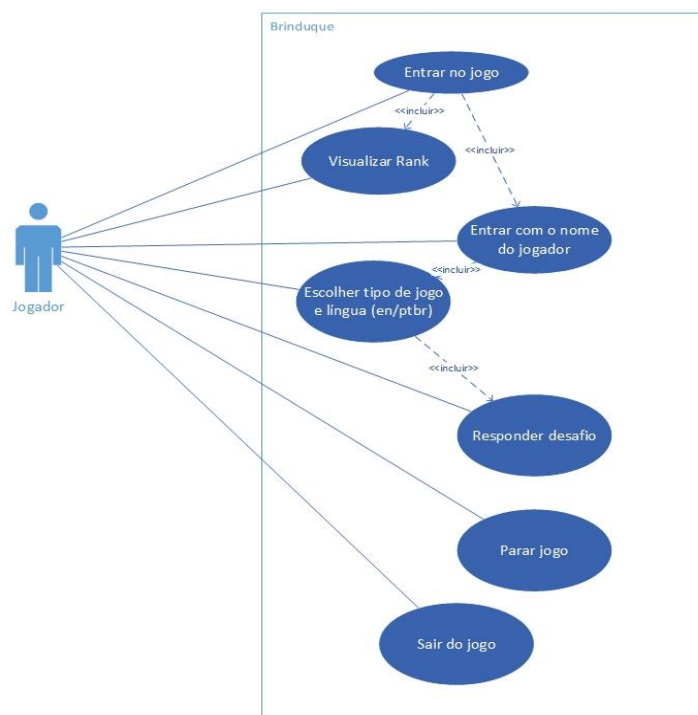 Brinduque
Entrar no jogo
<<incluir>>
Visualizar Rank
<<incluir>>
Entrar com o nome
do jogador
<<incluir>>
Escolher tipo de jogo
e língua (en/ptbr)
Jogador
<<incluir>>
Responder desafio
Parar jogo
Sair do jogo